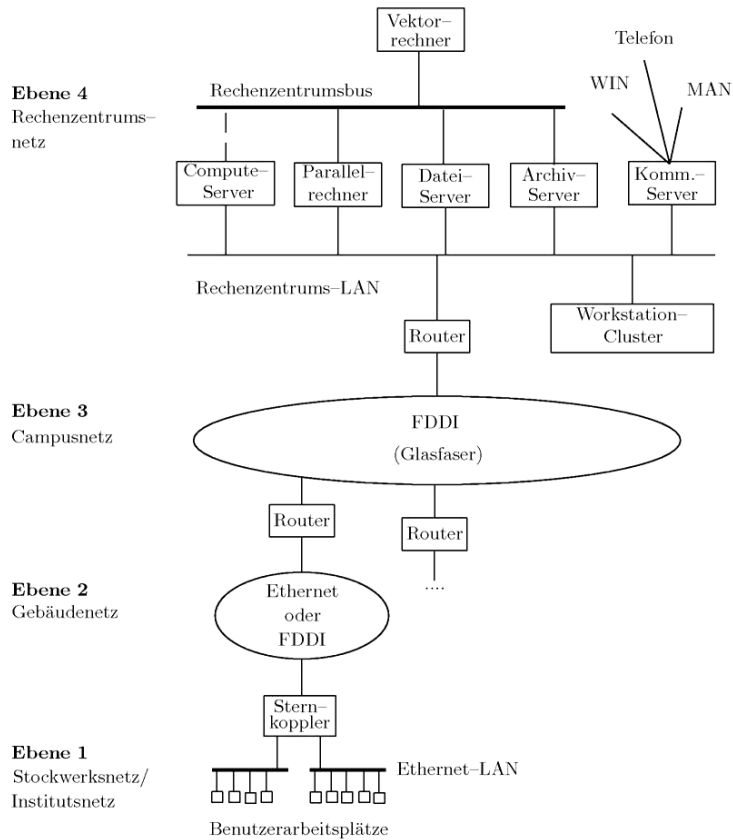 Vektor–
rechner
Telefon
WIN
MAN
Ebene 4
Rechenzentrums–
netz
Rechenzentrumsbus
Compute–
Server
Parallel–
rechner
Datei–
Server
Archiv–
Server
Komm.–
Server
Rechenzentrums–LAN
Workstation–
Cluster
Router
Ebene 3
Campusnetz
FDDI
(Glasfaser)
Router
Router
....
Ebene 2
Gebäudenetz
Ethernet
oder
FDDI
Stern–
koppler
Ebene 1
Stockwerksnetz/
Institutsnetz
Ethernet–LAN
Benutzerarbeitsplätze